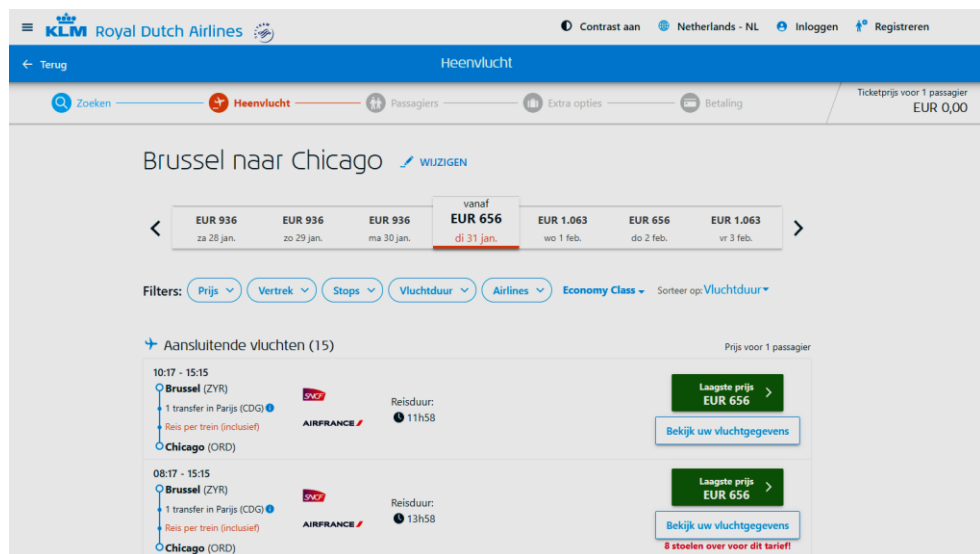 KLM Royal Dutch Airlines
Contrast aan
Netherlands - NL
Inloggen
Registreren
Terug
Heenvlucht
Zoeken
Heenvlucht
Passagiers
Extra opties
Betaling
Ticketprijs voor 1 passagier
EUR 0,00
Brussel naar Chicago
WIJZIGEN
EUR 936
za 28 jan.
EUR 936
zo 29 jan.
EUR 936
ma 30 jan.
vanaf
EUR 656
di 31 jan.
EUR 1.063
wo 1 feb.
EUR 656
do 2 feb.
EUR 1.063
vr 3 feb.
Filters: Prijs Vertrek Stops Vluchtduur Airlines Economy Class Sorteer op: Vluchtduur
Aansluitende vluchten (15)
Prijs voor 1 passagier
10:17 - 15:15
Brussel (ZYR)
1 transfer in Parijs (CDG)
Reis per trein (inclusief)
Chicago (ORD)
SNCF
AIRFRANCE
Reisduur:
11h58
Laagste prijs
EUR 656
Bekijk uw vluchtgegevens
08:17 - 15:15
Brussel (ZYR)
1 transfer in Parijs (CDG)
Reis per trein (inclusief)
Chicago (ORD)
SNCF
AIRFRANCE
Reisduur:
13h58
Laagste prijs
EUR 656
Bekijk uw vluchtgegevens
8 stoelen over voor dit tarief!